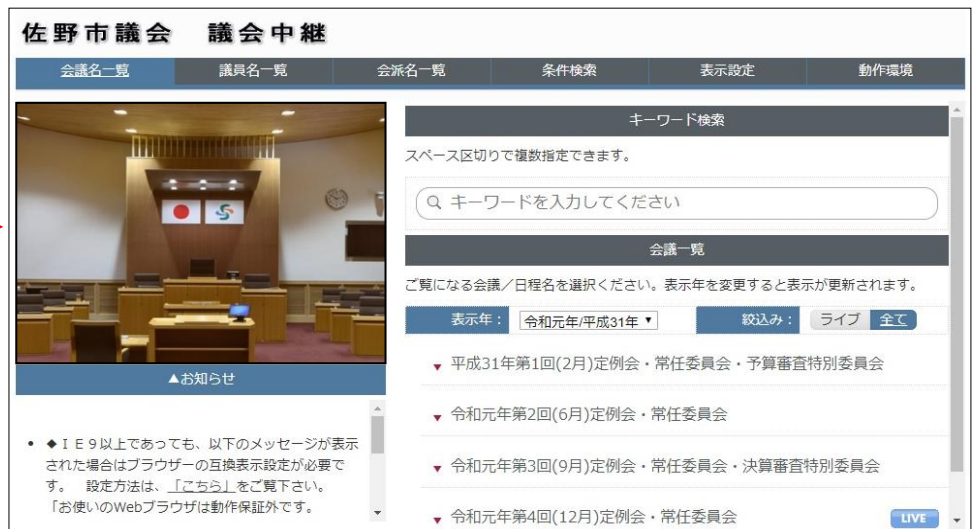 佐野市議会 議会中継
会議名一覧 議員名一覧 会派名一覧 条件検索 表示設定 動作環境
▲お知らせ
• ◆ＩＥ９以上であっても、以下のメッセージが表示
された場合はブラウザーの互換表示設定が必要で
す。 設定方法は、「こちら」をご覧下さい。
「お使いのWebブラウザは動作保証外です。
キーワード検索
スペース区切りで複数指定できます。
キーワードを入力してください
会議一覧
ご覧になる会議／日程名を選択ください。表示年を変更すると表示が更新されます。
表示年： 令和元年/平成31年 ▼ 絞込み： ライブ 全て
▼ 平成31年第1回(2月)定例会・常任委員会・予算審査特別委員会
▼ 令和元年第2回(6月)定例会・常任委員会
▼ 令和元年第3回(9月)定例会・常任委員会・決算審査特別委員会
▼ 令和元年第4回(12月)定例会・常任委員会 LIVE